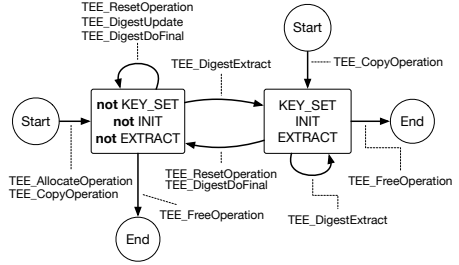 TEE_ResetOperation
TEE_DigestUpdate
TEE_DigestDoFinal
Start
TEE_DigestExtract
TEE_CopyOperation
not KEY_SET
not INIT
not EXTRACT
KEY_SET
INIT
EXTRACT
Start
End
TEE_AllocateOperation
TEE_CopyOperation
TEE_ResetOperation
TEE_DigestDoFinal
TEE_FreeOperation
TEE_FreeOperation
TEE_DigestExtract
End